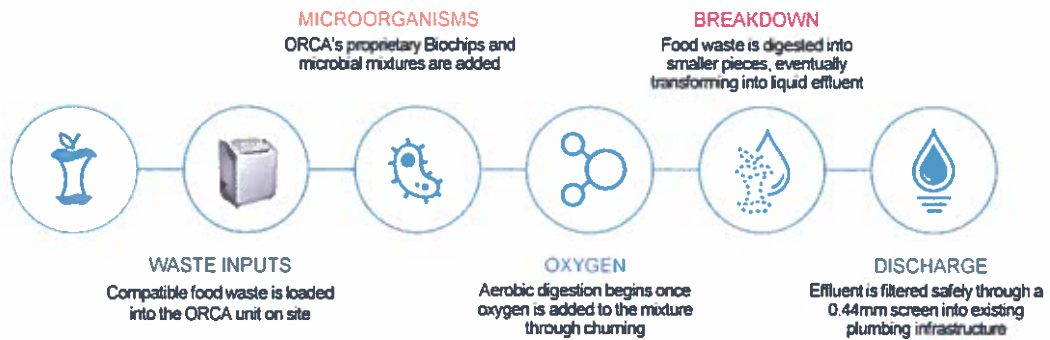 MICROORGANISMS
ORCA's proprietary Biochips and
microbial mixtures are added
BREAKDOWN
Food waste is digested into
smaller pieces, eventually
transforming into liquid effluent
WASTE INPUTS
Compatible food waste is loaded
into the ORCA unit on site
OXYGEN
Aerobic digestion begins once
oxygen is added to the mixture
through churning
DISCHARGE
Effluent is filtered safely through a
0.44mm screen into existing
plumbing infrastructure